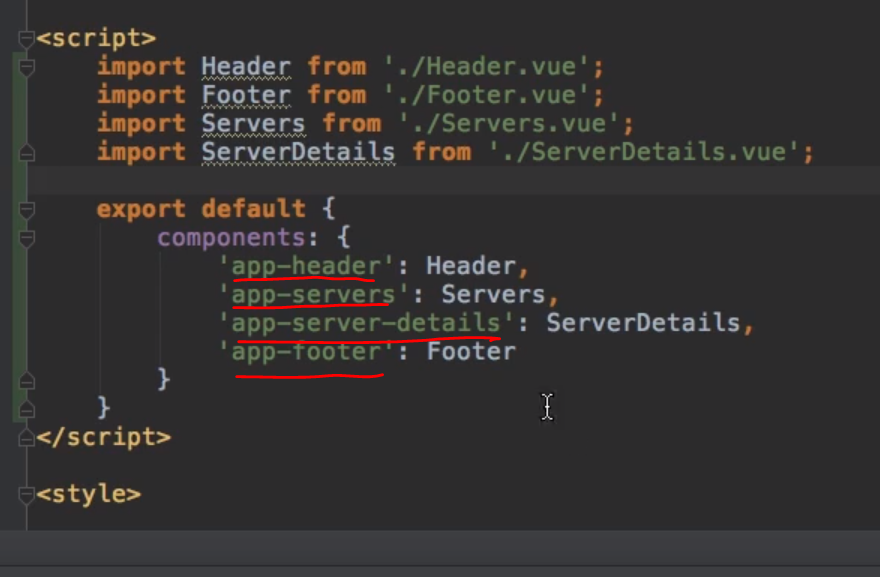 <script>
import Header from './Header.vue';
import Footer from './Footer.vue';
import Servers from './Servers.vue';
import ServerDetails from './ServerDetails.vue';
export default {
components: {
'app-header': Header,
'app-servers': Servers,
'app-server-details': ServerDetails,
'app-footer': Footer
}
}
</script>
<style>